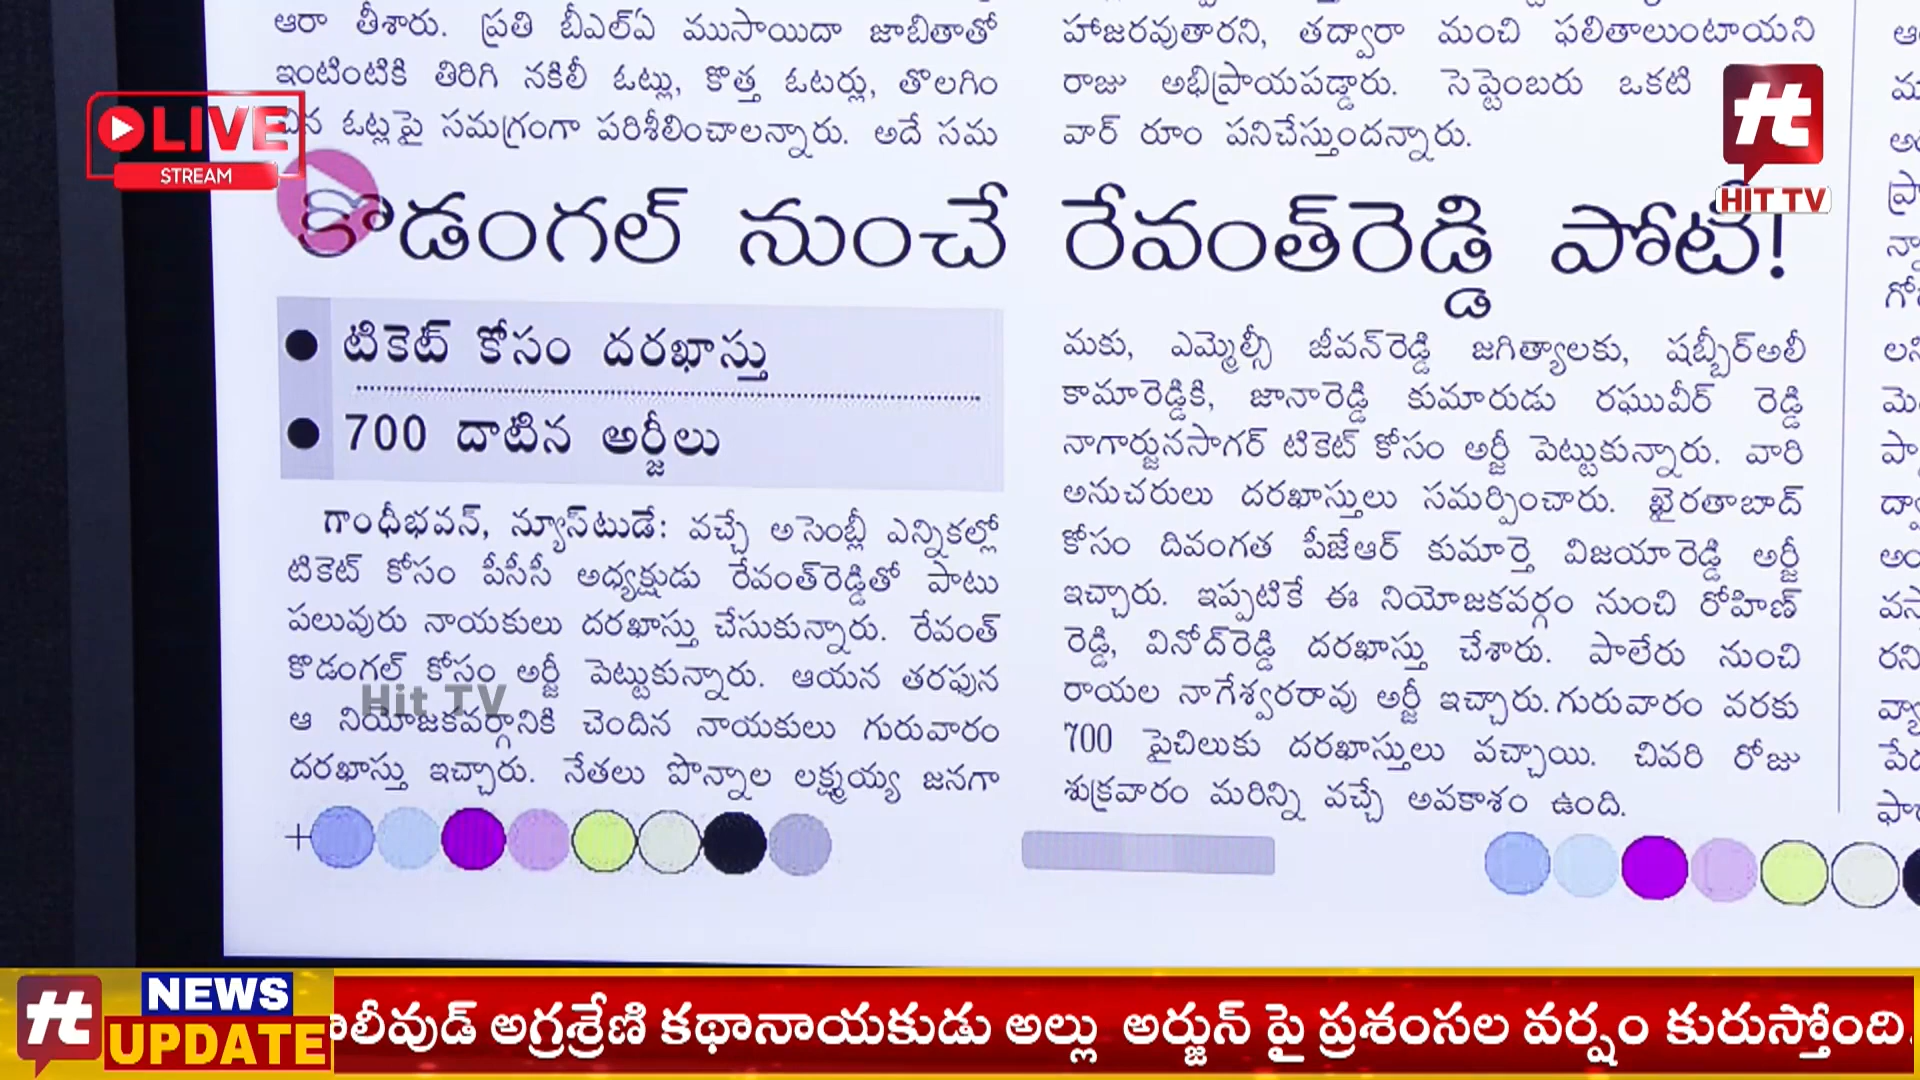 ఆరా తీశారు. ప్రతి బీఎల్ఏ ముసాయిదా జాబితాతో
ఇంటింటికి తిరిగి నకిలీ ఓట్లు, కొత్త ఓటర్లు, తొలగిం
చిన ఓట్లపై సమగ్రంగా పరిశీలించాలన్నారు. అదే సమ
హాజరవుతారని, తద్వారా మంచి ఫలితాలుంటాయని
రాజు అభిప్రాయపడ్డారు. సెప్టెంబరు ఒకటి
వార్ రూం పనిచేస్తుందన్నారు.
LIVE
STREAM
HIT TV
కొడంగల్ నుంచే రేవంత్‌రెడ్డి పోటీ!
● టికెట్ కోసం దరఖాస్తు
● 700 దాటిన అర్జీలు
గాంధీభవన్, న్యూస్‌టుడే: వచ్చే అసెంబ్లీ ఎన్నికల్లో
టికెట్ కోసం పీసీసీ అధ్యక్షుడు రేవంత్‌రెడ్డితో పాటు
పలువురు నాయకులు దరఖాస్తు చేసుకున్నారు. రేవంత్
కొడంగల్ కోసం అర్జీ పెట్టుకున్నారు. ఆయన తరఫున
ఆ నియోజకవర్గానికి చెందిన నాయకులు గురువారం
దరఖాస్తు ఇచ్చారు. నేతలు పొన్నాల లక్ష్మయ్య జనగా
Hit TV
మకు, ఎమ్మెల్సీ జీవన్‌రెడ్డి జగిత్యాలకు, షబ్బీర్‌అలీ
కామారెడ్డికి, జానారెడ్డి కుమారుడు రఘువీర్ రెడ్డి
నాగార్జునసాగర్ టికెట్ కోసం అర్జీ పెట్టుకున్నారు. వారి
అనుచరులు దరఖాస్తులు సమర్పించారు. ఖైరతాబాద్
కోసం దివంగత పీజేఆర్ కుమార్తె విజయారెడ్డి అర్జీ
ఇచ్చారు. ఇప్పటికే ఈ నియోజకవర్గం నుంచి రోహిణ్
రెడ్డి, వినోద్‌రెడ్డి దరఖాస్తు చేశారు. పాలేరు నుంచి
రాయల నాగేశ్వరరావు అర్జీ ఇచ్చారు. గురువారం వరకు
700 పైచిలుకు దరఖాస్తులు వచ్చాయి. చివరి రోజు
శుక్రవారం మరిన్ని వచ్చే అవకాశం ఉంది.
NEWS
UPDATE
అగ్రశ్రేణి కథానాయకుడు అల్లు అర్జున్ పై ప్రశంసల వర్షం కురుస్తోంది.